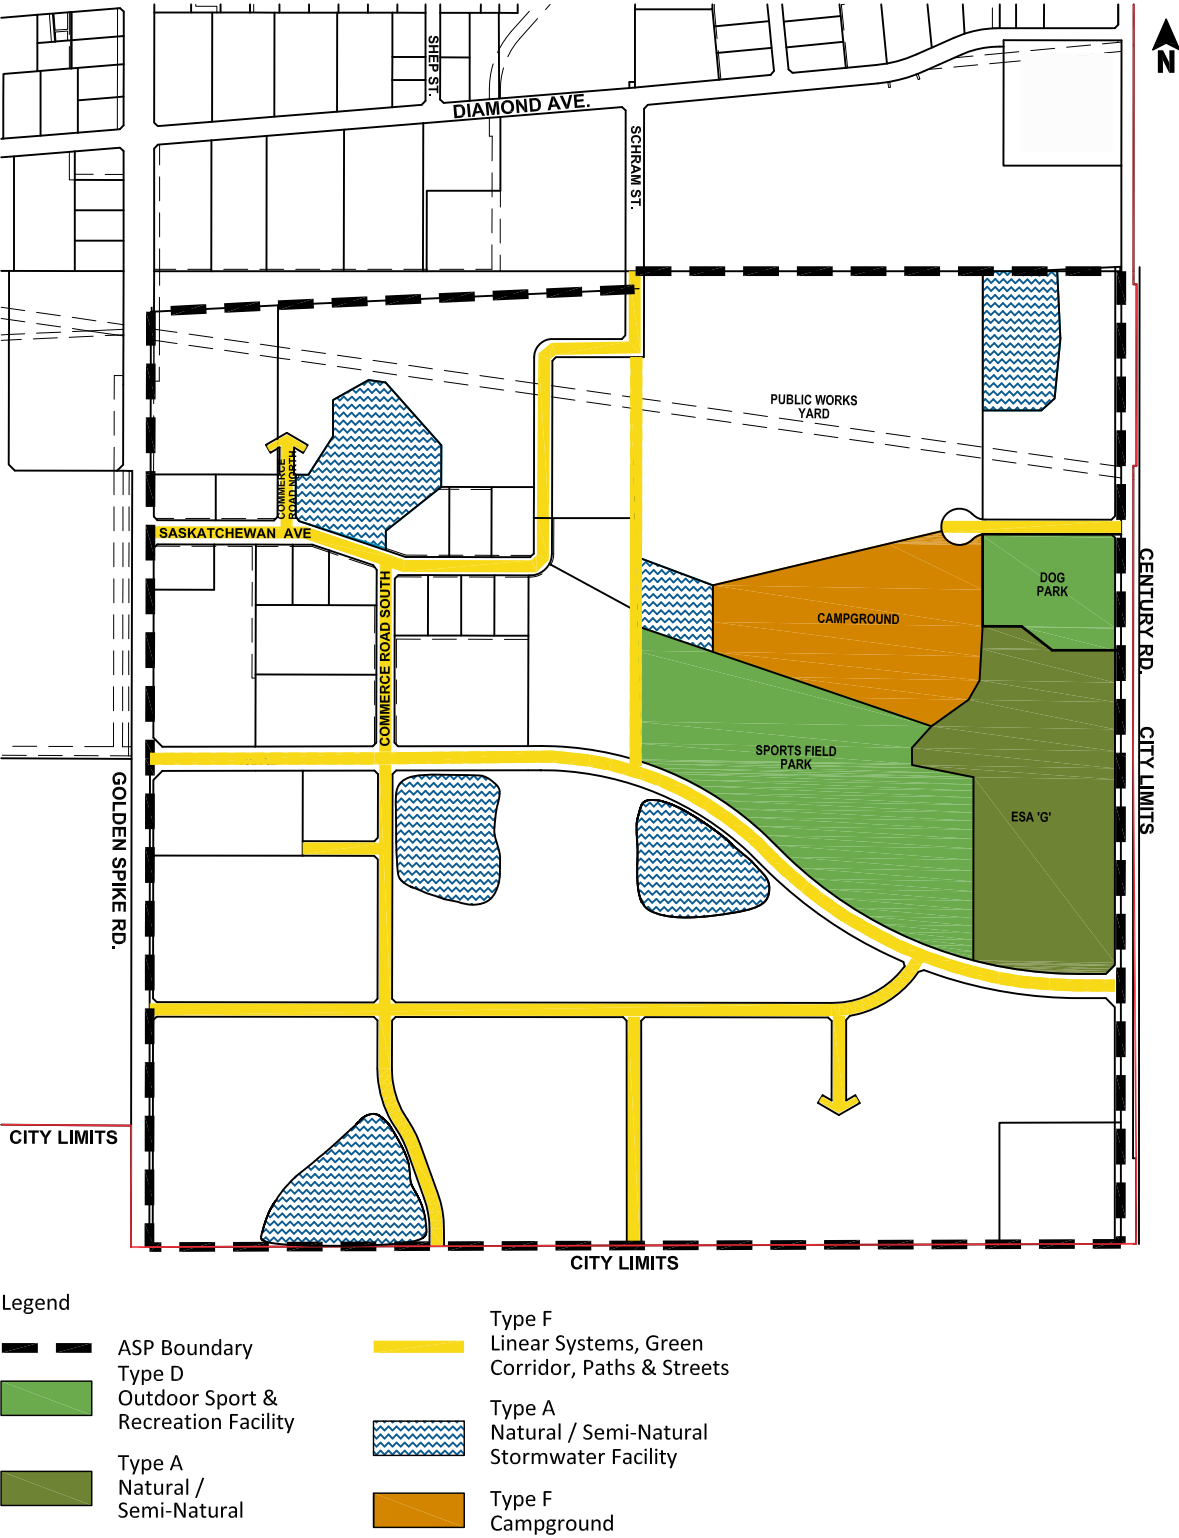 SHEP ST.
N
DIAMOND AVE.
SCHRAM ST.
PUBLIC WORKS
YARD
COMMERCE
ROAD NORTH
SASKATCHEWAN AVE
DOG
PARK
CENTURY RD.
CAMPGROUND
COMMERCE ROAD SOUTH
SPORTS FIELD
PARK
CITY LIMITS
GOLDEN SPIKE RD.
ESA 'G'
CITY LIMITS
CITY LIMITS
Legend
ASP Boundary
Type D
Outdoor Sport &
Recreation Facility
Type A
Natural /
Semi-Natural
Type F
Linear Systems, Green
Corridor, Paths & Streets
Type A
Natural / Semi-Natural
Stormwater Facility
Type F
Campground